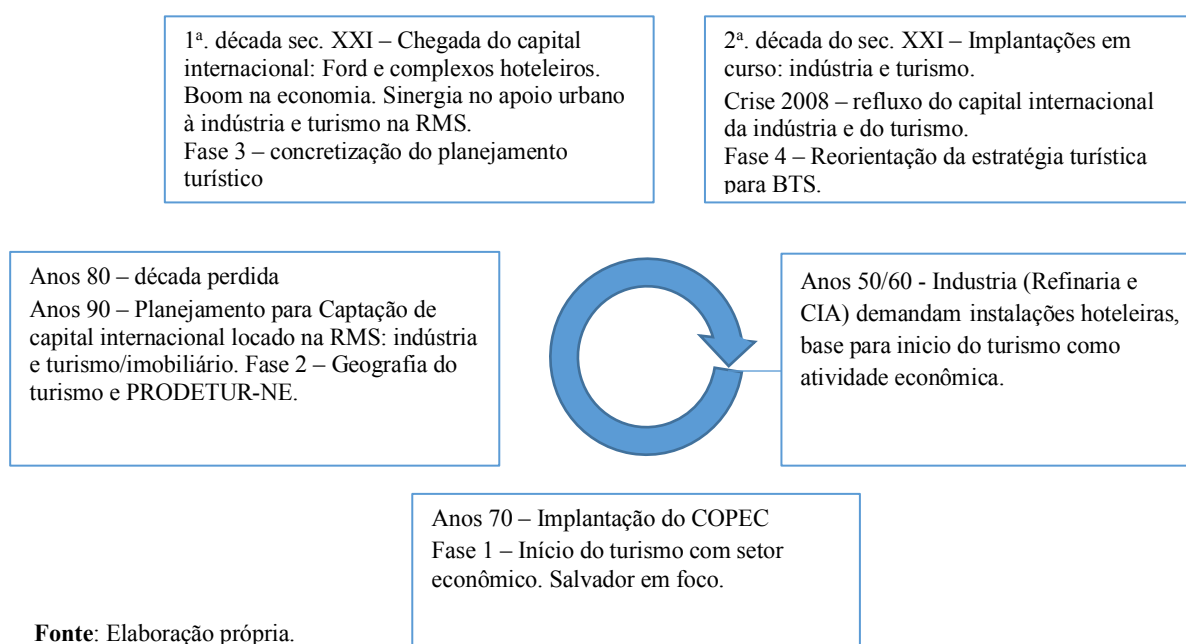 1ª. década sec. XXI – Chegada do capital
internacional: Ford e complexos hoteleiros.
Boom na economia. Sinergia no apoio urbano
à indústria e turismo na RMS.
Fase 3 – concretização do planejamento
turístico
2ª. década do sec. XXI – Implantações em
curso: indústria e turismo.
Crise 2008 – refluxo do capital internacional
da indústria e do turismo.
Fase 4 – Reorientação da estratégia turística
para BTS.
Anos 80 – década perdida
Anos 90 – Planejamento para Captação de
capital internacional locado na RMS: indústria
e turismo/imobiliário. Fase 2 – Geografia do
turismo e PRODETUR-NE.
Anos 50/60 - Industria (Refinaria e
CIA) demandam instalações hoteleiras,
base para inicio do turismo como
atividade econômica.
Anos 70 – Implantação do COPEC
Fase 1 – Início do turismo com setor
econômico. Salvador em foco.
Fonte: Elaboração própria.